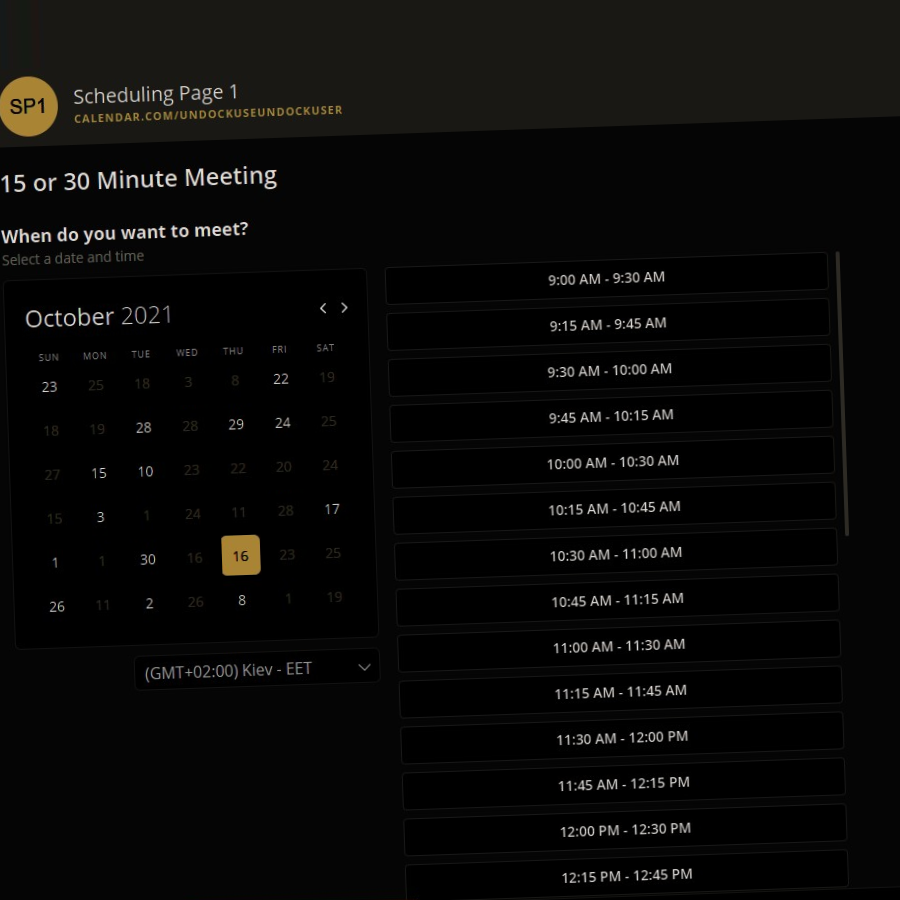 SP1
Scheduling Page 1
CALENDAR.COM/UNDOCKUSEUNDOCKUSER
15 or 30 Minute Meeting
When do you want to meet?
Select a date and time
October 2021
SUN MON TUE WED THU FRI SAT
23 25 18 3 8 22 19
18 19 28 28 29 24 25
27 15 10 23 22 20 24
15 3 1 24 11 28 17
1 1 30 16 16 23 25
26 11 2 26 8 1 19
(GMT+02:00) Kiev - EET
9:00 AM - 9:30 AM
9:15 AM - 9:45 AM
9:30 AM - 10:00 AM
9:45 AM - 10:15 AM
10:00 AM - 10:30 AM
10:15 AM - 10:45 AM
10:30 AM - 11:00 AM
10:45 AM - 11:15 AM
11:00 AM - 11:30 AM
11:15 AM - 11:45 AM
11:30 AM - 12:00 PM
11:45 AM - 12:15 PM
12:00 PM - 12:30 PM
12:15 PM - 12:45 PM